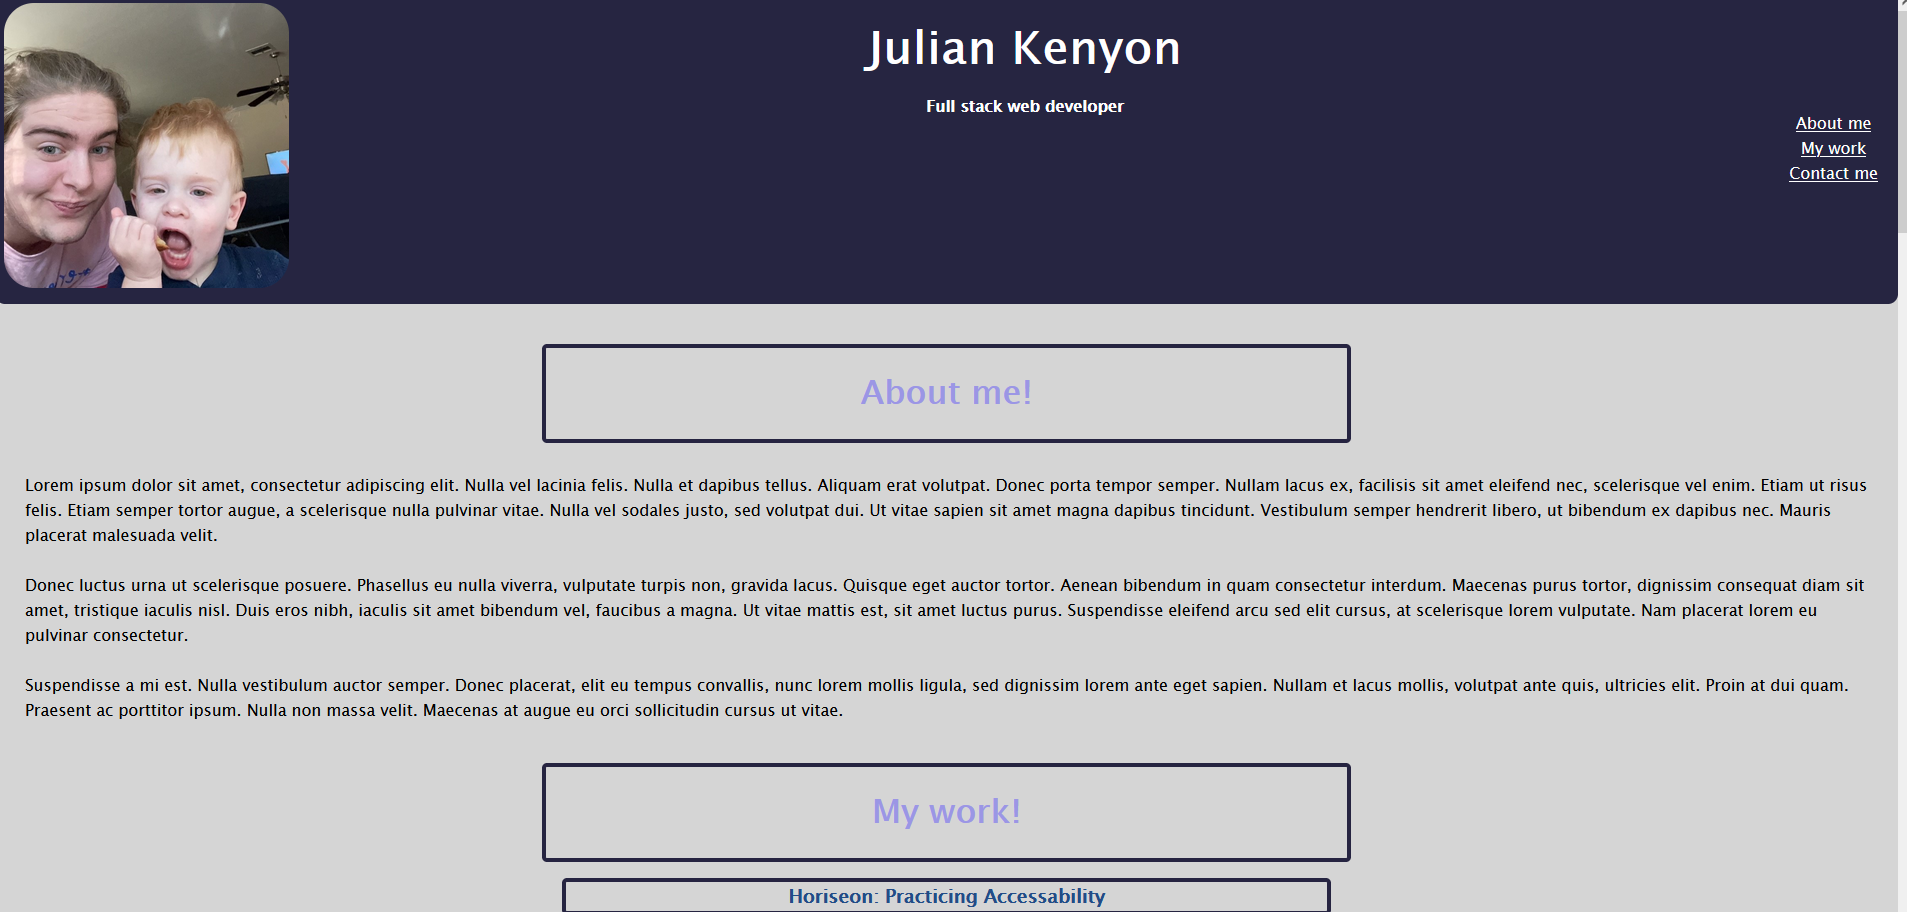 Julian Kenyon
Full stack web developer
About me
My work
Contact me
About me!
Lorem ipsum dolor sit amet, consectetur adipiscing elit. Nulla vel lacinia felis. Nulla et dapibus tellus. Aliquam erat volutpat. Donec porta tempor semper. Nullam lacus ex, facilisis sit amet eleifend nec, scelerisque vel enim. Etiam ut risus
felis. Etiam semper tortor augue, a scelerisque nulla pulvinar vitae. Nulla vel sodales justo, sed volutpat dui. Ut vitae sapien sit amet magna dapibus tincidunt. Vestibulum semper hendrerit libero, ut bibendum ex dapibus nec. Mauris
placerat malesuada velit.
Donec luctus urna ut scelerisque posuere. Phasellus eu nulla viverra, vulputate turpis non, gravida lacus. Quisque eget auctor tortor. Aenean bibendum in quam consectetur interdum. Maecenas purus tortor, dignissim consequat diam sit
amet, tristique iaculis nisl. Duis eros nibh, iaculis sit amet bibendum vel, faucibus a magna. Ut vitae mattis est, sit amet luctus purus. Suspendisse eleifend arcu sed elit cursus, at scelerisque lorem vulputate. Nam placerat lorem eu
pulvinar consectetur.
Suspendisse a mi est. Nulla vestibulum auctor semper. Donec placerat, elit eu tempus convallis, nunc lorem mollis ligula, sed dignissim lorem ante eget sapien. Nullam et lacus mollis, volutpat ante quis, ultricies elit. Proin at dui quam.
Praesent ac porttitor ipsum. Nulla non massa velit. Maecenas at augue eu orci sollicitudin cursus ut vitae.
My work!
Horiseon: Practicing Accessability